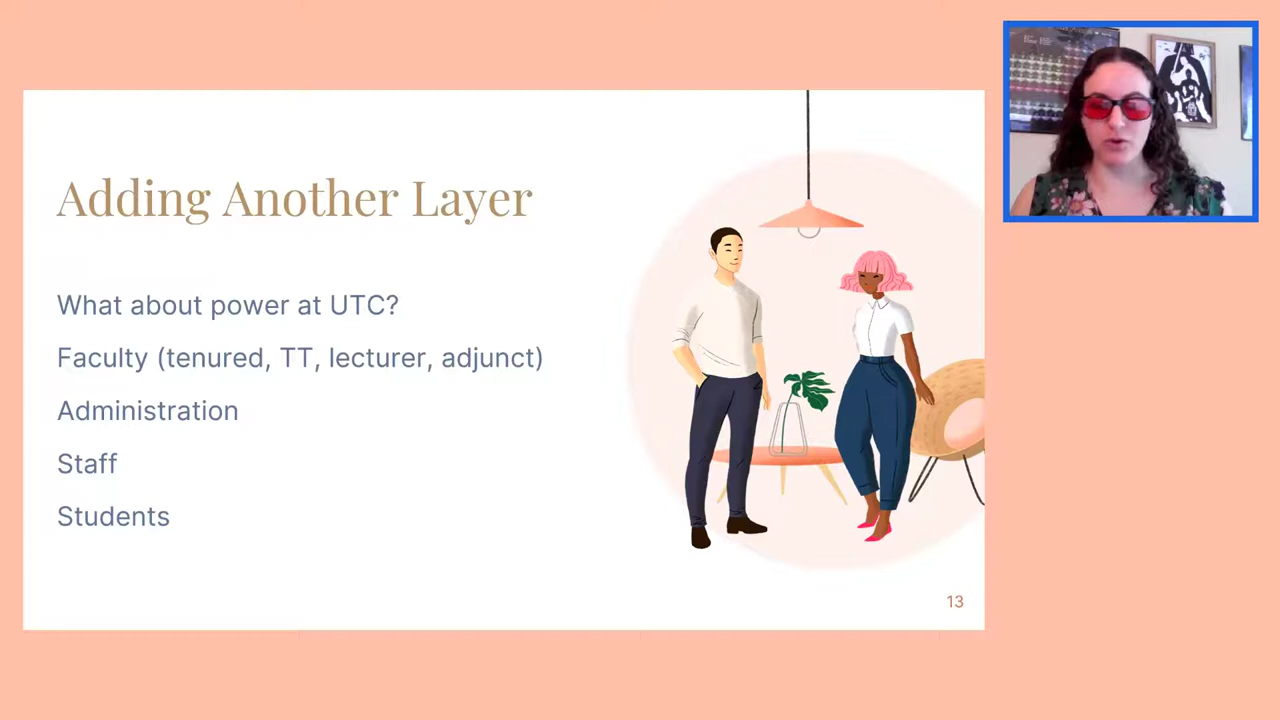 Adding Another Layer
What about power at UTC?
Faculty (tenured, TT, lecturer, adjunct)
Administration
Staff
Students
13